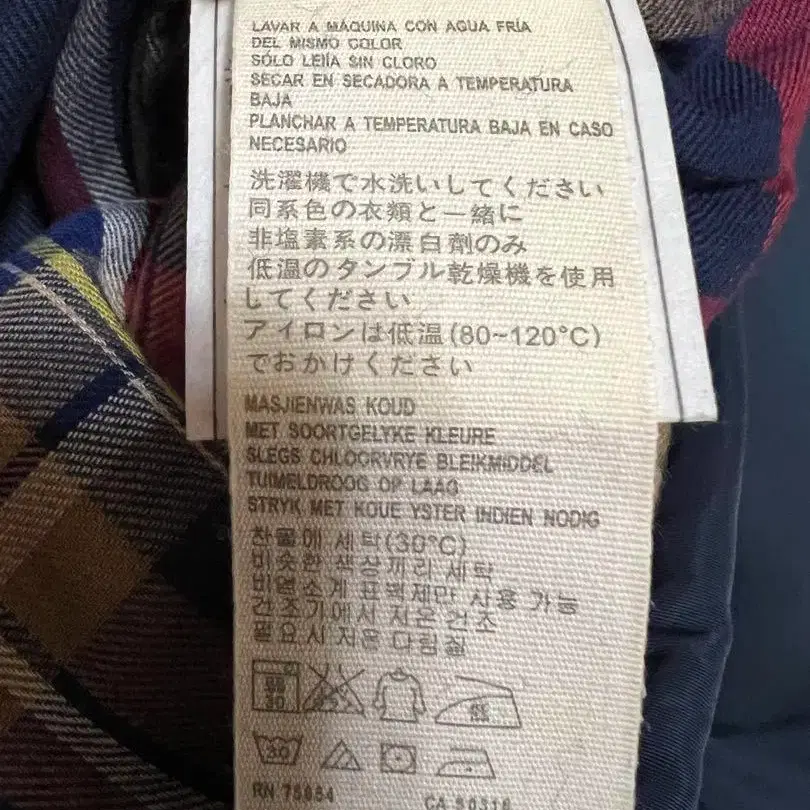 LAVAR A MÁQUINA CON AGUA FRÍA
DEL MISMO COLOR
SÓLO LEJÍA SIN CLORO
SECAR EN SECADORA A TEMPERATURA
BAJA
PLANCHAR A TEMPERATURA BAJA EN CASO
NECESARIO
洗濯機で水洗いしてください
同系色の衣類と一緒に
非塩素系の漂白劑のみ
低温のタンブル乾燥機を使用
してください
アイロンは低温(80~120°C)
でおかけください
MASJIENWAS KOUD
MET SOORTGELYKE KLEURE
SLEGS CHLOORVRYE BLEIKMIDDEL
TUIMELDROOG OP LAAG
STRYK MET KOUE YSTER INDIEN NODIG
찬물에 세탁(30°C)
비슷한 색상끼리 세탁
비염소계 표백제만 사용 가능
건조기에서 저온 건조
필요시 저온 다림질
30
30
RN 75654